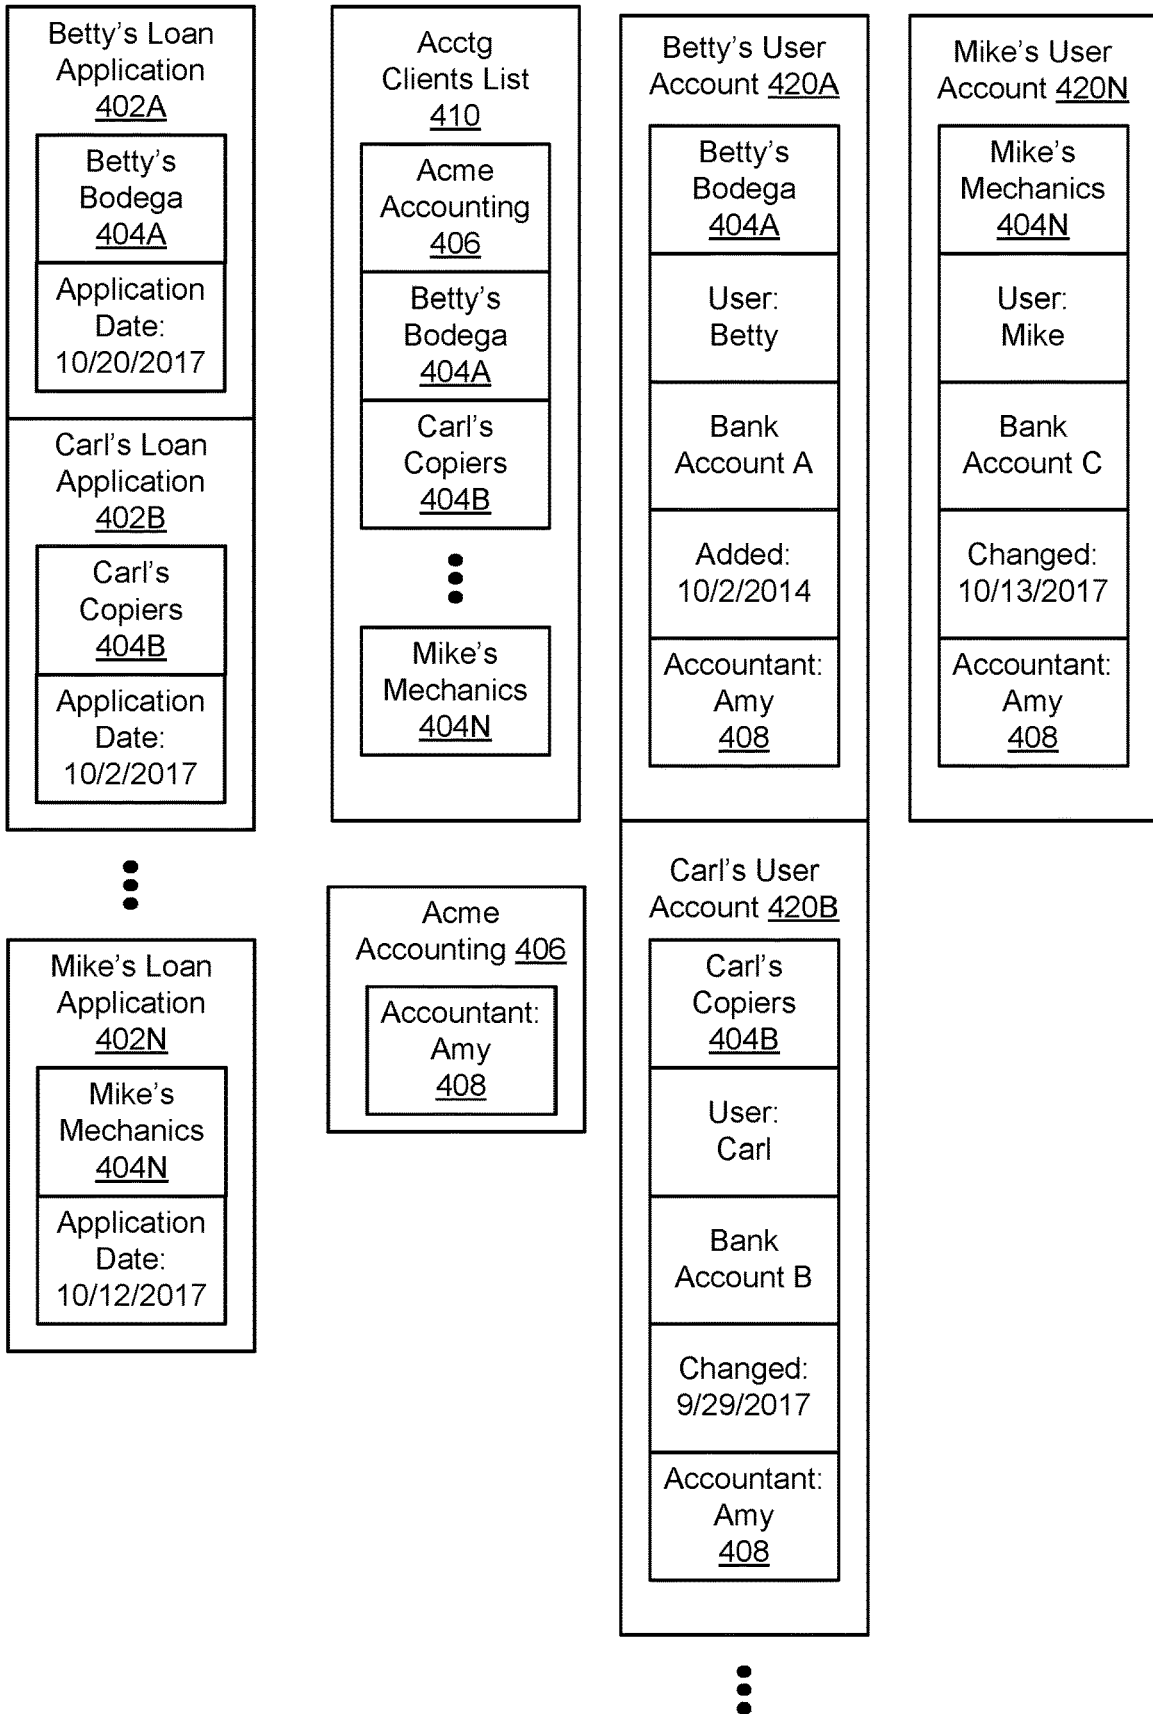 Betty's Loan
Application
402A
Betty's
Bodega
404A
Application
Date:
10/20/2017
Carl's Loan
Application
402B
Carl's
Copiers
404B
Application
Date:
10/2/2017
Mike's Loan
Application
402N
Mike's
Mechanics
404N
Application
Date:
10/12/2017
Acctg
Clients List
410
Acme
Accounting
406
Betty's
Bodega
404A
Carl's
Copiers
404B
Mike's
Mechanics
404N
Acme
Accounting 406
Accountant:
Amy
408
Betty's User
Account 420A
Betty's
Bodega
404A
User:
Betty
Bank
Account A
Added:
10/2/2014
Accountant:
Amy
408
Carl's User
Account 420B
Carl's
Copiers
404B
User:
Carl
Bank
Account B
Changed:
9/29/2017
Accountant:
Amy
408
Mike's User
Account 420N
Mike's
Mechanics
404N
User:
Mike
Bank
Account C
Changed:
10/13/2017
Accountant:
Amy
408